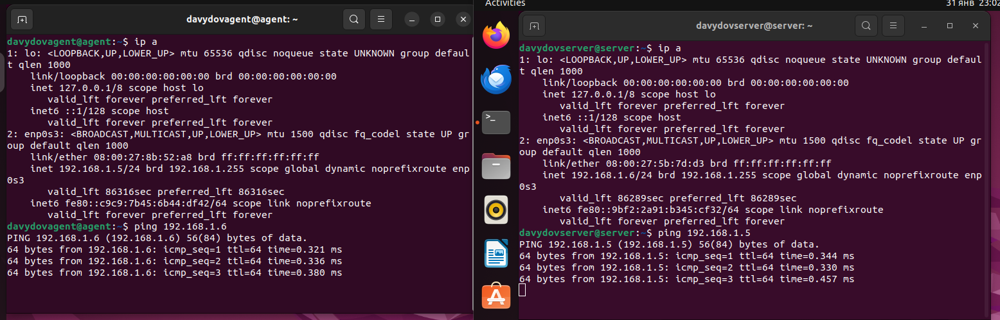 davydovagent@agent: ~
davydovagent@agent:~$ ip a
1: lo: <LOOPBACK,UP,LOWER_UP> mtu 65536 qdisc noqueue state UNKNOWN group defaul
t qlen 1000
    link/loopback 00:00:00:00:00:00 brd 00:00:00:00:00:00
    inet 127.0.0.1/8 scope host lo
       valid_lft forever preferred_lft forever
    inet6 ::1/128 scope host
       valid_lft forever preferred_lft forever
2: enp0s3: <BROADCAST,MULTICAST,UP,LOWER_UP> mtu 1500 qdisc fq_codel state UP gr
oup default qlen 1000
    link/ether 08:00:27:8b:52:a8 brd ff:ff:ff:ff:ff:ff
    inet 192.168.1.5/24 brd 192.168.1.255 scope global dynamic noprefixroute enp
0s3
       valid_lft 86316sec preferred_lft 86316sec
    inet6 fe80::c9c9:7b45:6b44:df42/64 scope link noprefixroute
       valid_lft forever preferred_lft forever
davydovagent@agent:~$ ping 192.168.1.6
PING 192.168.1.6 (192.168.1.6) 56(84) bytes of data.
64 bytes from 192.168.1.6: icmp_seq=1 ttl=64 time=0.321 ms
64 bytes from 192.168.1.6: icmp_seq=2 ttl=64 time=0.336 ms
64 bytes from 192.168.1.6: icmp_seq=3 ttl=64 time=0.380 ms
Activities
31 янв 23:02
davydovserver@server: ~
davydovserver@server:~$ ip a
1: lo: <LOOPBACK,UP,LOWER_UP> mtu 65536 qdisc noqueue state UNKNOWN group defaul
t qlen 1000
    link/loopback 00:00:00:00:00:00 brd 00:00:00:00:00:00
    inet 127.0.0.1/8 scope host lo
       valid_lft forever preferred_lft forever
    inet6 ::1/128 scope host
       valid_lft forever preferred_lft forever
2: enp0s3: <BROADCAST,MULTICAST,UP,LOWER_UP> mtu 1500 qdisc fq_codel state UP gr
oup default qlen 1000
    link/ether 08:00:27:5b:7d:d3 brd ff:ff:ff:ff:ff:ff
    inet 192.168.1.6/24 brd 192.168.1.255 scope global dynamic noprefixroute enp
0s3
       valid_lft 86289sec preferred_lft 86289sec
    inet6 fe80::9bf2:2a91:b345:cf32/64 scope link noprefixroute
       valid_lft forever preferred_lft forever
davydovserver@server:~$ ping 192.168.1.5
PING 192.168.1.5 (192.168.1.5) 56(84) bytes of data.
64 bytes from 192.168.1.5: icmp_seq=1 ttl=64 time=0.344 ms
64 bytes from 192.168.1.5: icmp_seq=2 ttl=64 time=0.330 ms
64 bytes from 192.168.1.5: icmp_seq=3 ttl=64 time=0.457 ms